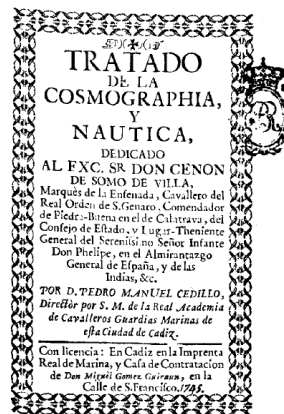 TRATADO
DE LA
COSMOGRAPHIA,
Y
NAUTICA,
DEDICADO
AL EXC. SR DON CENON
DE SOMO DE VILLA,
Marquès de la Ensenada, Cavallero del
Real Orden de S. Genaro, Comendador
de Piedra-Buena en el de Calatrava, del
Consejo de Estado, y Lugar-Theniente
General del Serenissimo Señor Infante
Don Phelipe, en el Almirantazgo
General de España, y de las
Indias, &c.
POR D. PEDRO MANUEL CEDILLO,
Director por S. M. de la Real Academia
de Cavalleros Guardias Marinas de
esta Ciudad de Cadiz.
Con licencia: En Cadiz en la Imprenta
Real de Marina, y Casa de Contratacion
de Don Miguèl Gomez Guiraun, en la
Calle de S. Francisco. 1745.